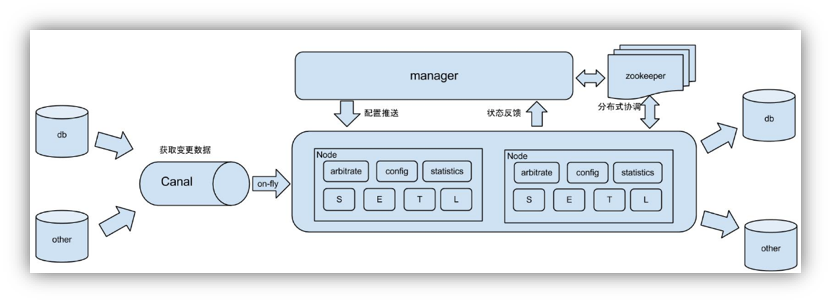 manager
zookeeper
配置推送
状态反馈
分布式协调
db
获取变更数据
Canal
on-fly
other
Node
arbitrate
config
statistics
S
E
T
L
Node
arbitrate
config
statistics
S
E
T
L
db
other